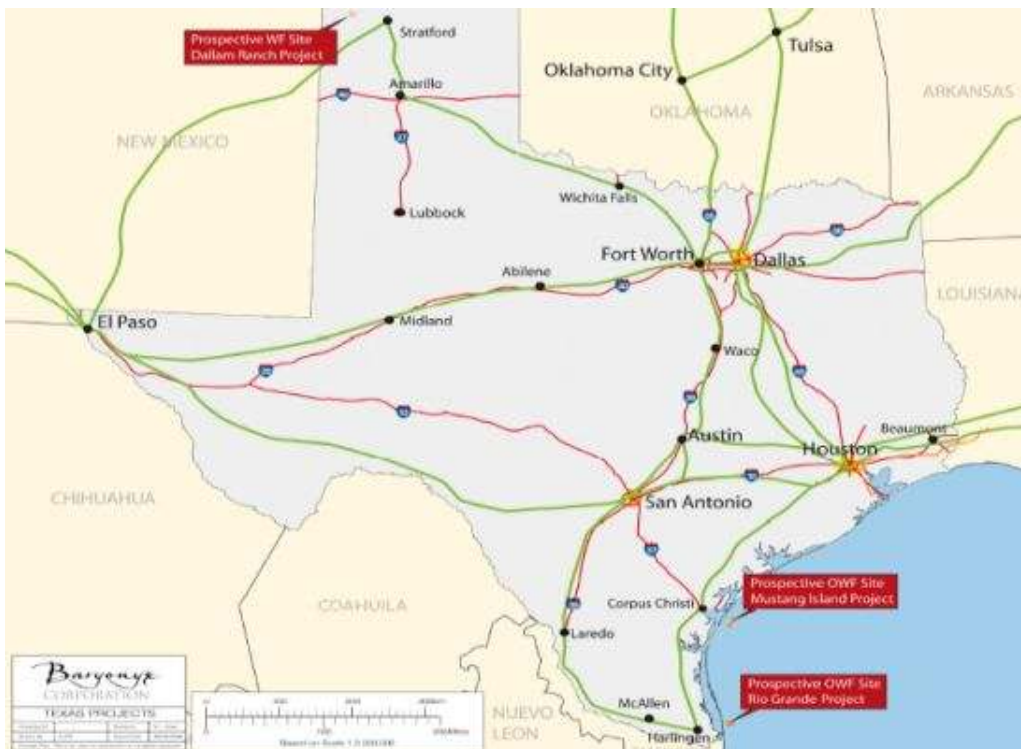 Prospective WF Site
Dallam Ranch Project
Stratford
Tulsa
Oklahoma City
Amarillo
ARKANSAS
OKLAHOMA
NEW MEXICO
Wichita Falls
Lubbock
Fort Worth
Dallas
Abilene
LOUISIANA
El Paso
Midland
Waco
Beaumont
Austin
Houston
CHIHUAHUA
San Antonio
Prospective OWF Site
Mustang Island Project
COAHUILA
Corpus Christi
Laredo
Baryonyx
CORPORATION
TEXAS PROJECTS
Prospective OWF Site
Rio Grande Project
McAllen
NUEVO
LEON
Harlingen